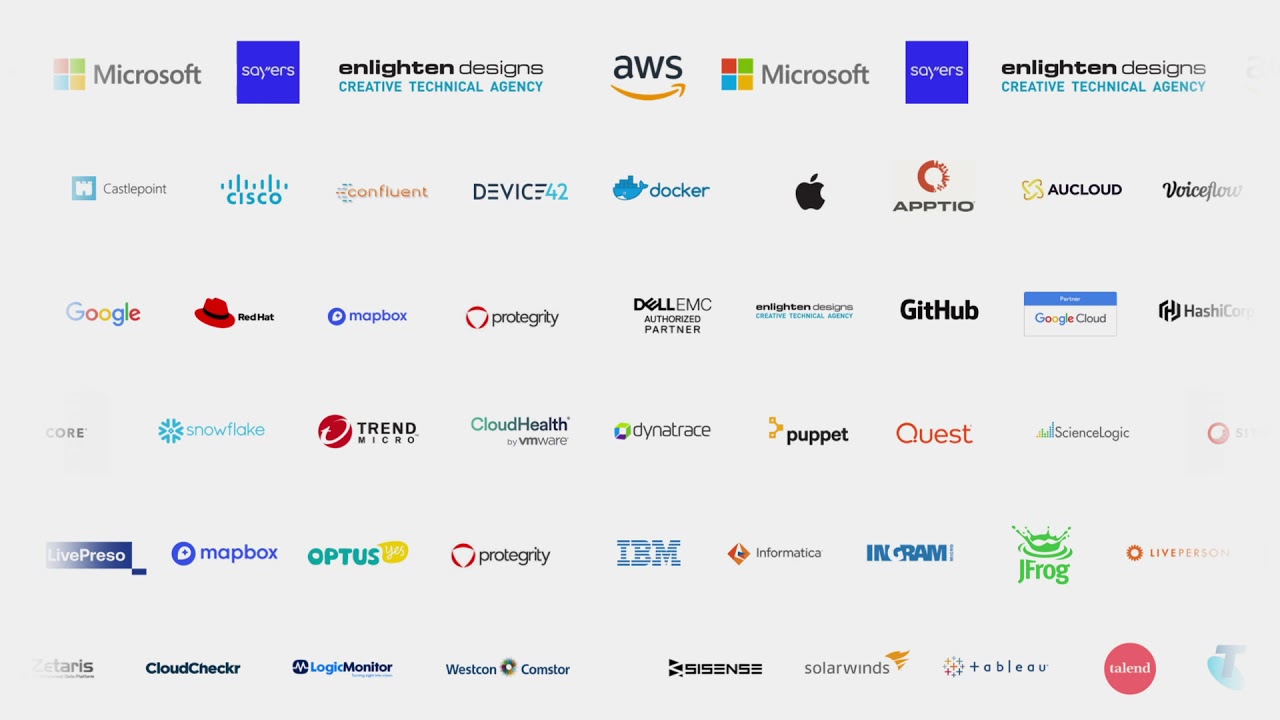 Microsoft sayers enlighten designs aws Microsoft sayers enlighten designs
CREATIVE TECHNICAL AGENCY CREATIVE TECHNICAL AGENCY
Castlepoint CISCO confluent DEVICE42 docker APPTIO AUCLOUD Voiceflow
Google Red Hat mapbox protegrity DELLEMC enlighten designs GitHub Partner HashiCorp
AUTHORIZED CREATIVE TECHNICAL AGENCY Google Cloud
PARTNER
CORE snowflake TREND CloudHealth dynatrace puppet Quest ScienceLogic
MICRO by vmware
LivePreso mapbox OPTUS yes protegrity IBM Informatica INGRAM JFrog LIVEPERSON
Zetaris CloudCheckr LogicMonitor Westcon Comstor SISENSE solarwinds +ableau talend T